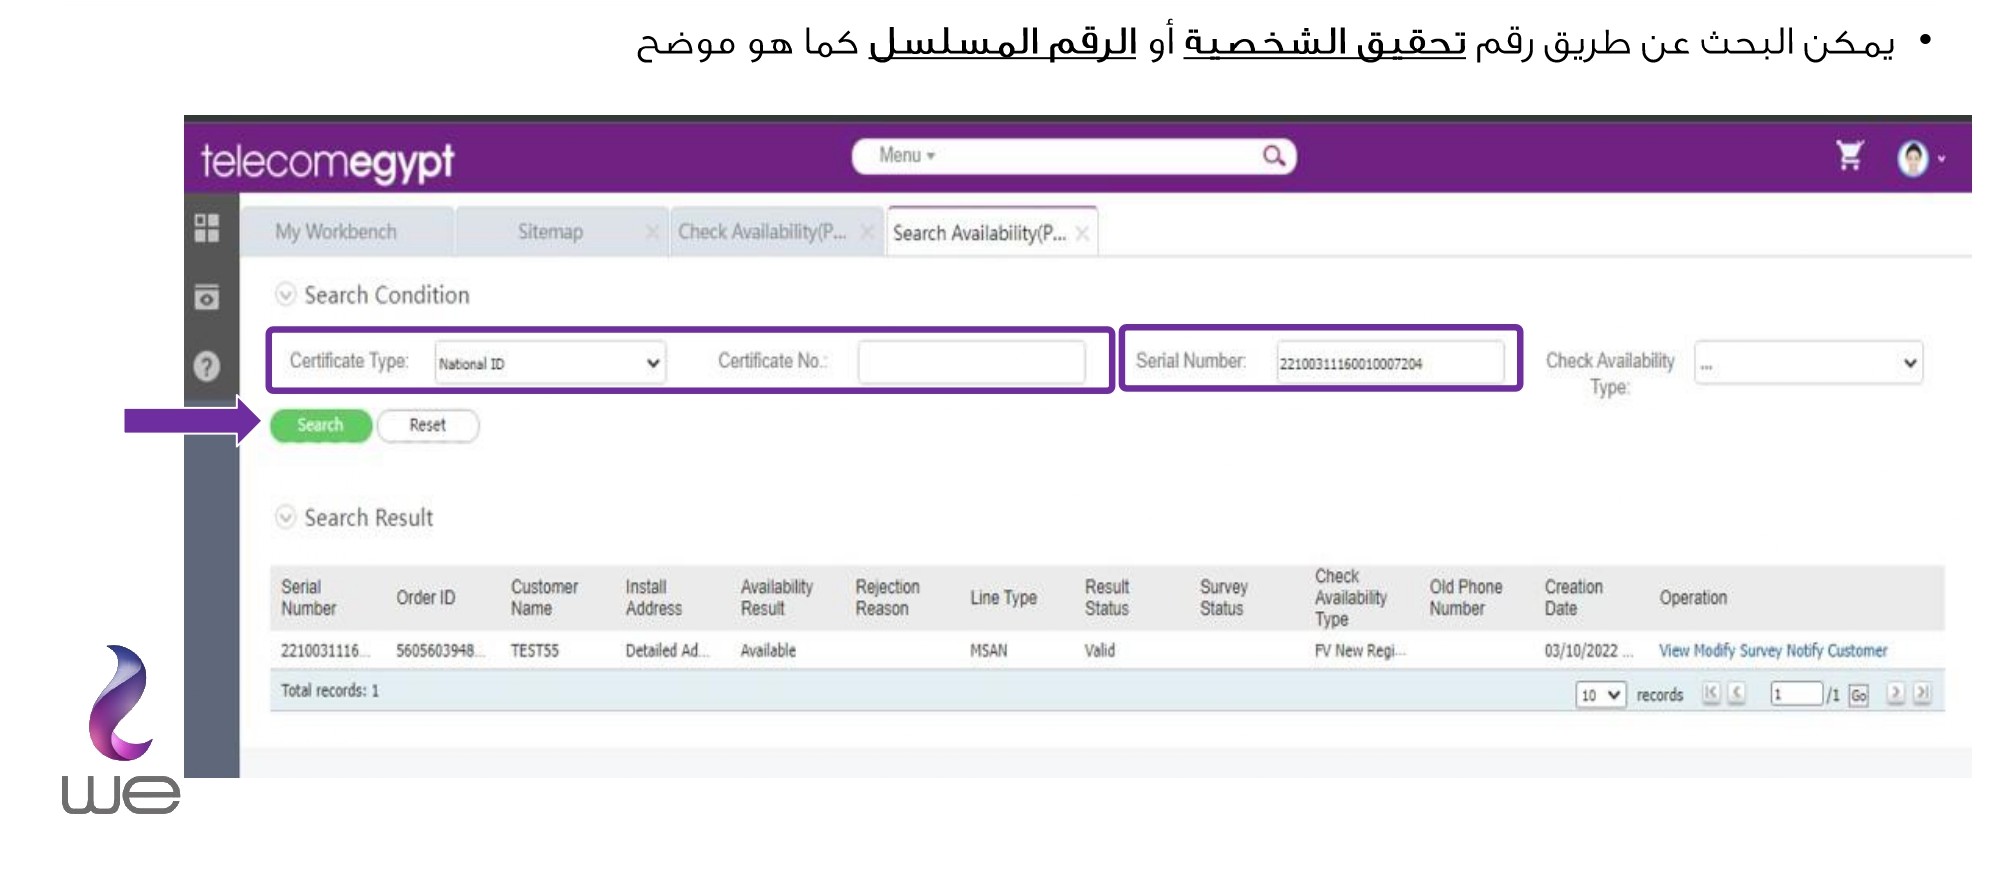 • يمكن البحث عن طريق رقم تحقيق الشخصية أو الرقم المسلسل كما هو موضح
telecomegypt
Menu
My Workbench
Sitemap
Check Availability(P...
Search Availability(P...
Search Condition
Certificate Type: National ID
Certificate No.:
Serial Number: 22100311160010007204
Check Availability Type: ...
Search
Reset
Search Result
Serial Number
Order ID
Customer Name
Install Address
Availability Result
Rejection Reason
Line Type
Result Status
Survey Status
Check Availability Type
Old Phone Number
Creation Date
Operation
2210031116... 5605603948... TEST55 Detailed Ad... Available MSAN Valid FV New Regi... 03/10/2022 ... View Modify Survey Notify Customer
Total records: 1
10 records 1 /1 Go
we